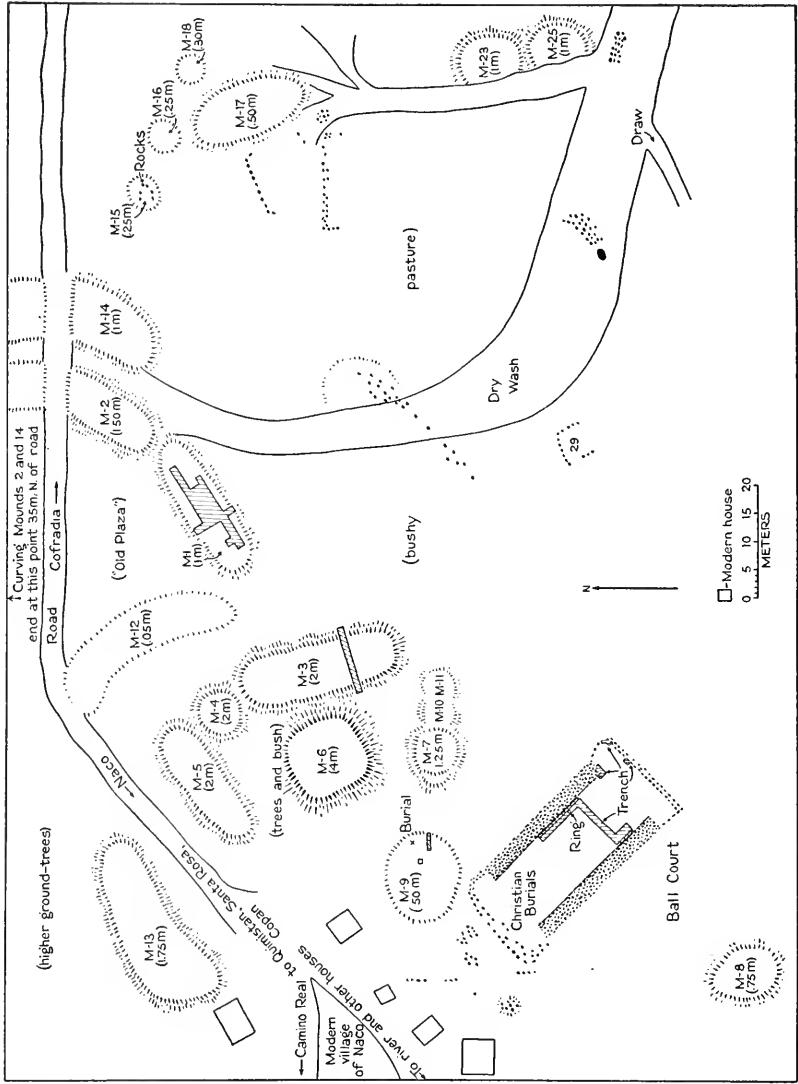 ↑ Curving Mounds 2 and 14
end at this point 35m. N. of road
Road Cofradia →
← Naco
(higher ground-trees)
M-13
(1.75m)
to Quimistan, Santa Rosa,
Copan
← Camino Real
Modern
village
of Naco
To river and other houses
M-5
(2m)
M-4
(2m)
M-12
(.05m)
("Old Plaza")
M-1
(1m)
M-2
(1.50m)
M-14
(1m)
M-15
(.25m)
Rocks
M-16
(.25m)
M-18
(.30m)
M-17
(.50m)
M-23
(1m)
M-25
(1m)
(trees and bush)
M-6
(4m)
M-3
(2m)
M-7
1.25m
M-10
M-11
Burial
M-9
(.50m)
(bushy
pasture)
Dry
Wash
Draw
29
Christian
Burials
Ring
Trench
Ball Court
M-8
(.75m)
N
-Modern house
0 5 10 15 20
METERS